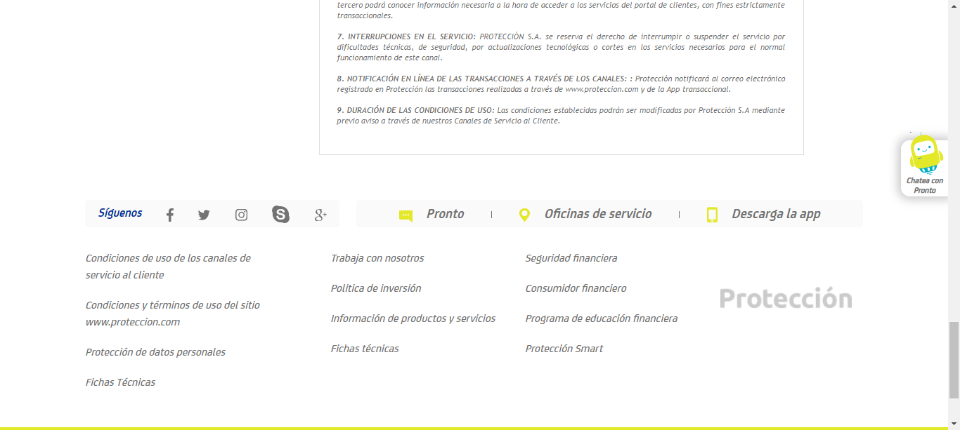 tercero podrá conocer información necesaria a la hora de acceder a los servicios del portal de clientes, con fines estrictamente
transaccionales.
7. INTERRUPCIONES EN EL SERVICIO: PROTECCIÓN S.A. se reserva el derecho de interrumpir o suspender el servicio por
dificultades técnicas, de seguridad, por actualizaciones tecnológicas o cortes en los servicios necesarios para el normal
funcionamiento de este canal.
8. NOTIFICACIÓN EN LÍNEA DE LAS TRANSACCIONES A TRAVÉS DE LOS CANALES: : Protección notificará al correo electrónico
registrado en Protección las transacciones realizadas a través de www.proteccion.com y de la App transaccional.
9. DURACIÓN DE LAS CONDICIONES DE USO: Las condiciones establecidas podrán ser modificadas por Protección S.A mediante
previo aviso a través de nuestros Canales de Servicio al Cliente.
Chatea con
Pronto
Síguenos
Pronto
Oficinas de servicio
Descarga la app
Condiciones de uso de los canales de
servicio al cliente
Condiciones y términos de uso del sitio
www.proteccion.com
Protección de datos personales
Fichas Técnicas
Trabaja con nosotros
Política de inversión
Información de productos y servicios
Fichas técnicas
Seguridad financiera
Consumidor financiero
Programa de educación financiera
Protección Smart
Protección